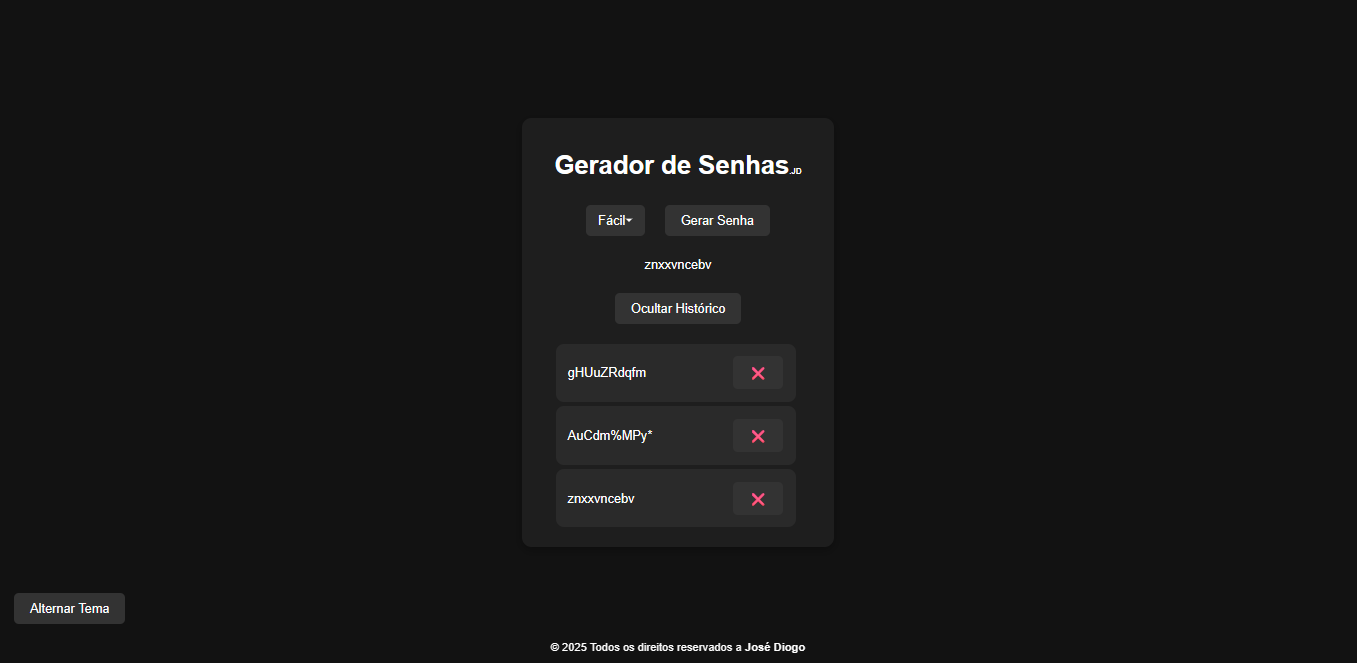 Gerador de Senhas.JD
Fácil Gerar Senha
znxxvncebv
Ocultar Histórico
gHUuZRdqfm
AuCdm%MPy*
znxxvncebv
Alternar Tema
© 2025 Todos os direitos reservados a José Diogo